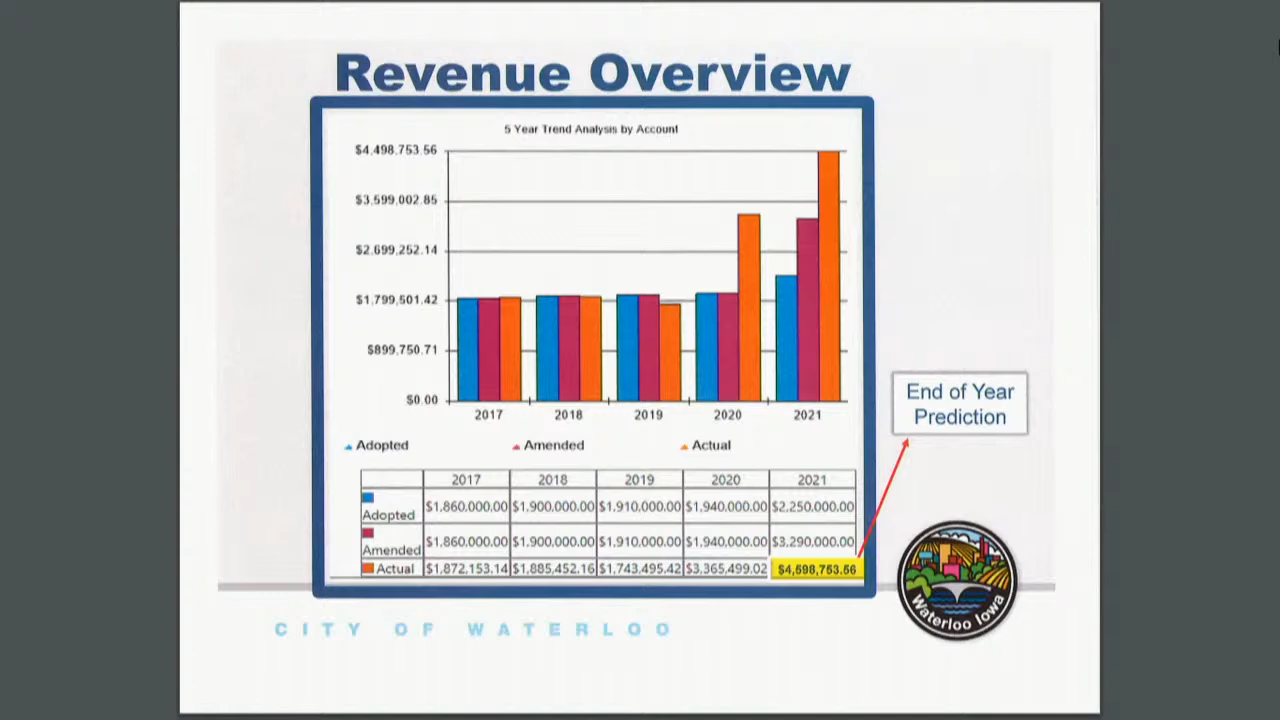 Revenue Overview
5 Year Trend Analysis by Account
$4,498,753.56
$3,599,002.85
$2,699,252.14
$1,799,501.42
$899,750.71
$0.00
2017 2018 2019 2020 2021
Adopted Amended Actual
2017 2018 2019 2020 2021
Adopted $1,860,000.00 $1,900,000.00 $1,910,000.00 $1,940,000.00 $2,250,000.00
Amended $1,860,000.00 $1,900,000.00 $1,910,000.00 $1,940,000.00 $3,290,000.00
Actual $1,872,153.14 $1,885,452.16 $1,743,495.42 $3,365,499.02 $4,598,753.56
End of Year
Prediction
Waterloo Iowa
CITY OF WATERLOO